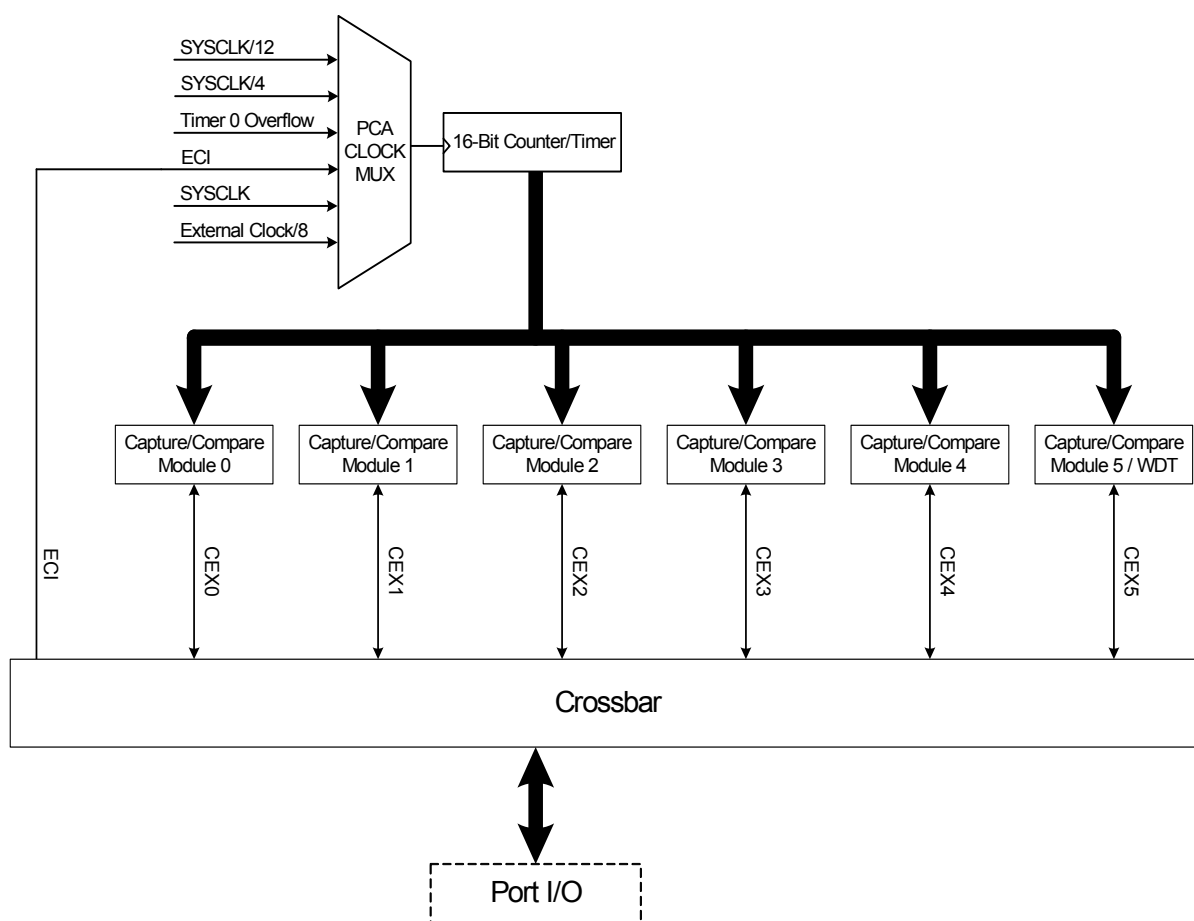 SYSCLK/12
SYSCLK/4
Timer 0 Overflow
ECI
SYSCLK
External Clock/8
PCA
CLOCK
MUX
16-Bit Counter/Timer
Capture/Compare
Module 0
Capture/Compare
Module 1
Capture/Compare
Module 2
Capture/Compare
Module 3
Capture/Compare
Module 4
Capture/Compare
Module 5 / WDT
ECI
CEX0
CEX1
CEX2
CEX3
CEX4
CEX5
Crossbar
Port I/O